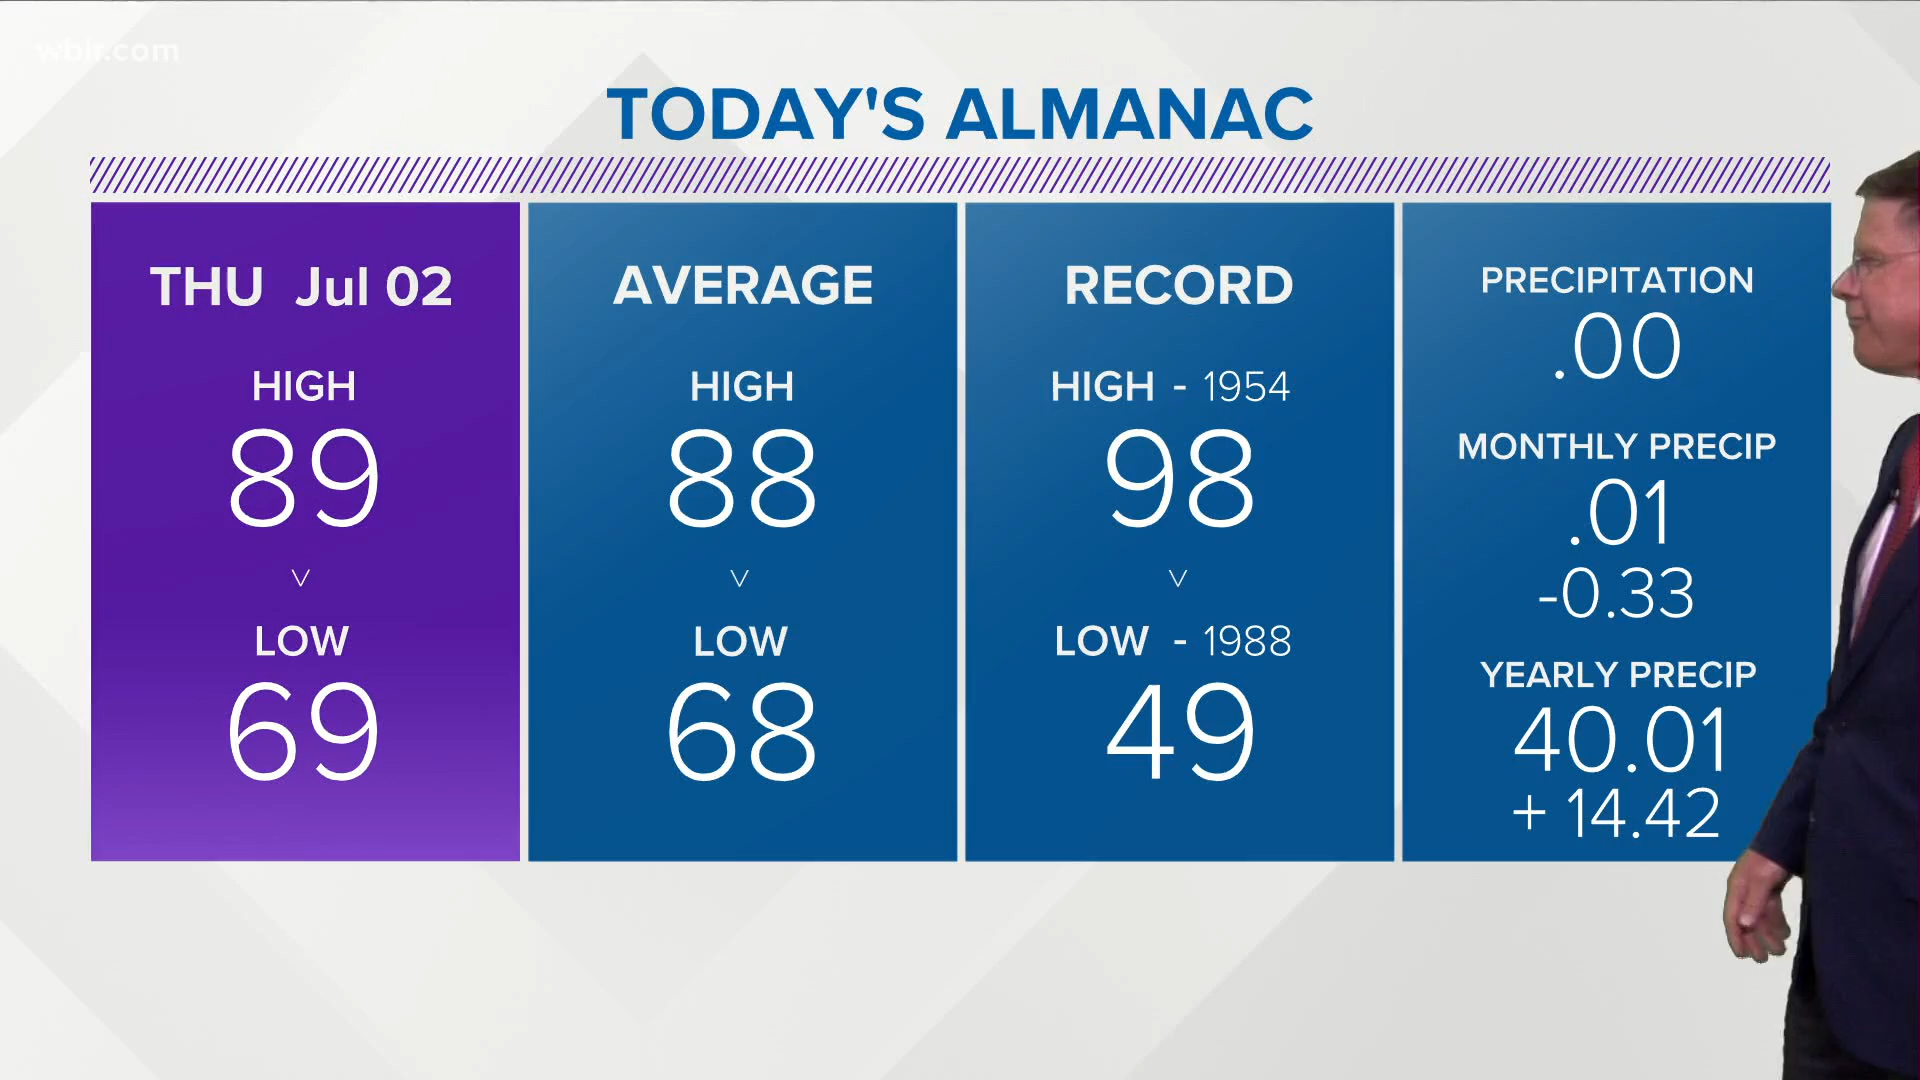 wbir.com
TODAY'S ALMANAC
THU Jul 02
HIGH
89
LOW
69
AVERAGE
HIGH
88
LOW
68
RECORD
HIGH - 1954
98
LOW - 1988
49
PRECIPITATION
.00
MONTHLY PRECIP
.01
-0.33
YEARLY PRECIP
40.01
+ 14.42